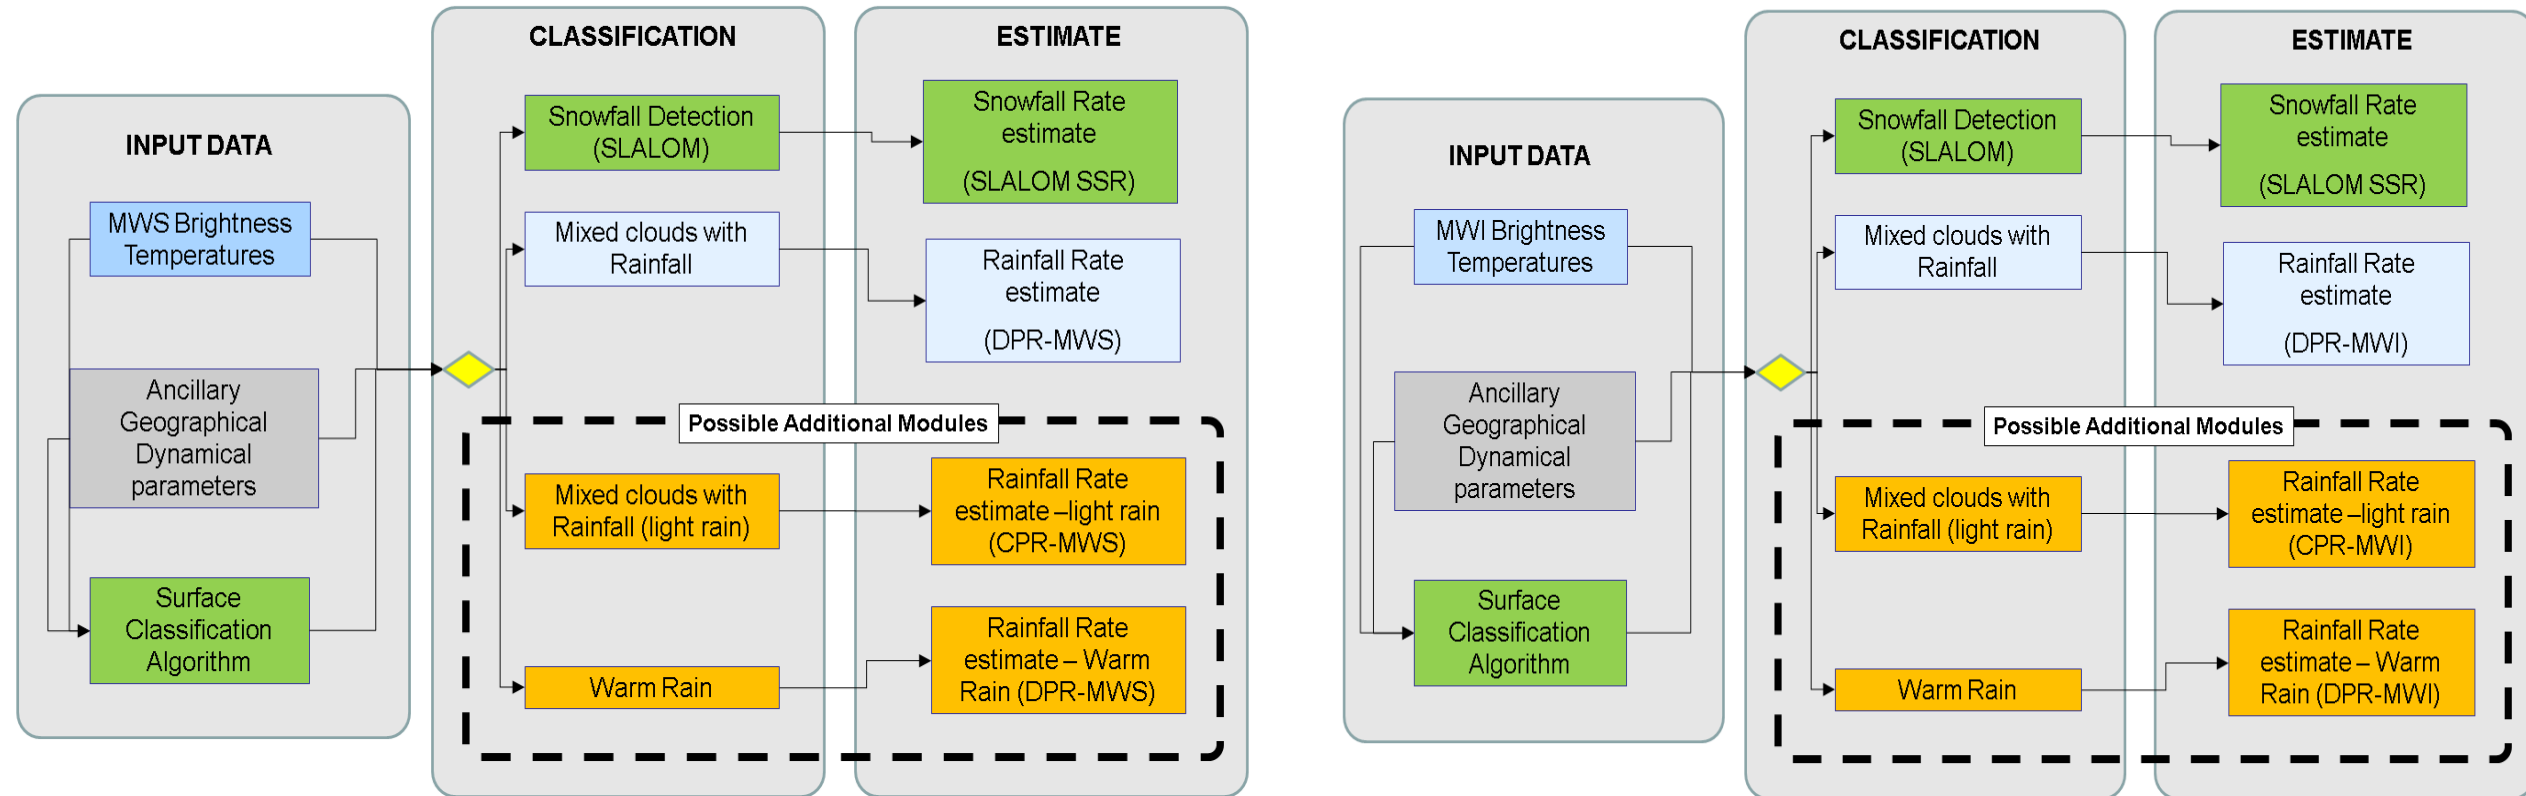 INPUT DATA
MWS Brightness
Temperatures
Ancillary
Geographical
Dynamical
parameters
Surface
Classification
Algorithm
CLASSIFICATION
Snowfall Detection
(SLALOM)
Mixed clouds with
Rainfall
ESTIMATE
Snowfall Rate
estimate
(SLALOM SSR)
Rainfall Rate
estimate
(DPR-MWS)
Possible Additional Modules
Mixed clouds with
Rainfall (light rain)
Rainfall Rate
estimate –light rain
(CPR-MWS)
Warm Rain
Rainfall Rate
estimate – Warm
Rain (DPR-MWS)
INPUT DATA
MWI Brightness
Temperatures
Ancillary
Geographical
Dynamical
parameters
Surface
Classification
Algorithm
CLASSIFICATION
Snowfall Detection
(SLALOM)
Mixed clouds with
Rainfall
ESTIMATE
Snowfall Rate
estimate
(SLALOM SSR)
Rainfall Rate
estimate
(DPR-MWI)
Possible Additional Modules
Mixed clouds with
Rainfall (light rain)
Rainfall Rate
estimate –light rain
(CPR-MWI)
Warm Rain
Rainfall Rate
estimate – Warm
Rain (DPR-MWI)